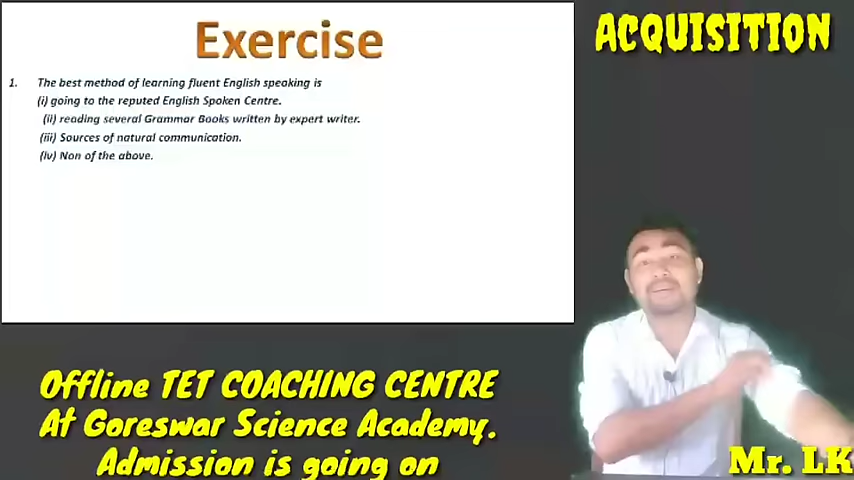 Exercise
ACQUISITION
1. The best method of learning fluent English speaking is
(i) going to the reputed English Spoken Centre.
(ii) reading several Grammar Books written by expert writer.
(iii) Sources of natural communication.
(iv) Non of the above.
Offline TET COACHING CENTRE
At Goreswar Science Academy.
Admission is going on
Mr. LK